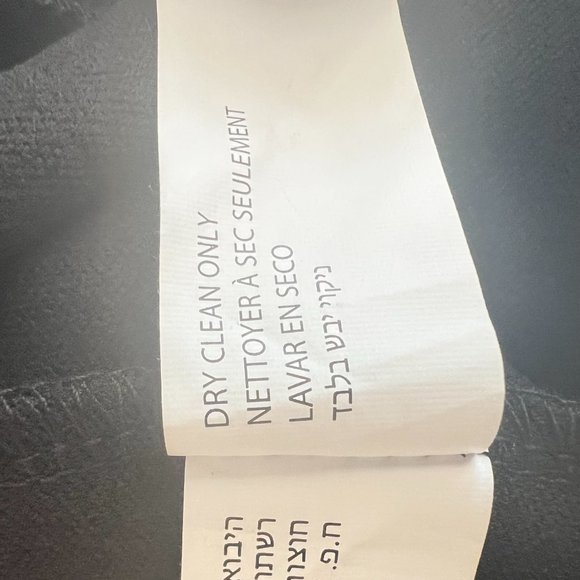 DRY CLEAN ONLY
NETTOYER À SEC SEULEMENT
LAVAR EN SECO
ניקוי יבש בלבד
ח.פ.